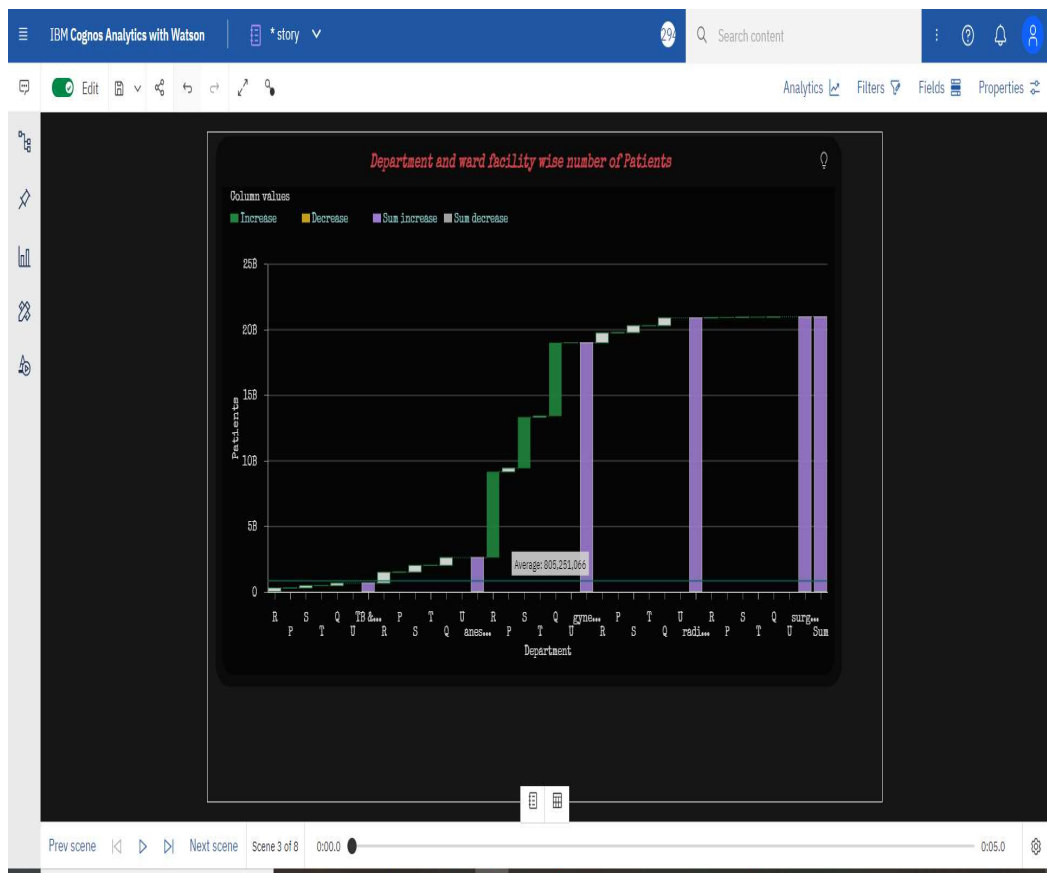 IBM Cognos Analytics with Watson
* story
294
Search content
Edit
Analytics
Filters
Fields
Properties
Department and ward facility wise number of Patients
Column values
Increase Decrease Sum increase Sum decrease
25B
20B
15B
10B
5B
0
Patients
Average: 805,251,066
R S Q TB &... P T U R S Q gyne... P T U R S Q surg...
P T U R S Q anes... P T U R S Q radi... P T U Sum
Department
Prev scene
Next scene
Scene 3 of 8
0:00.0
0:05.0